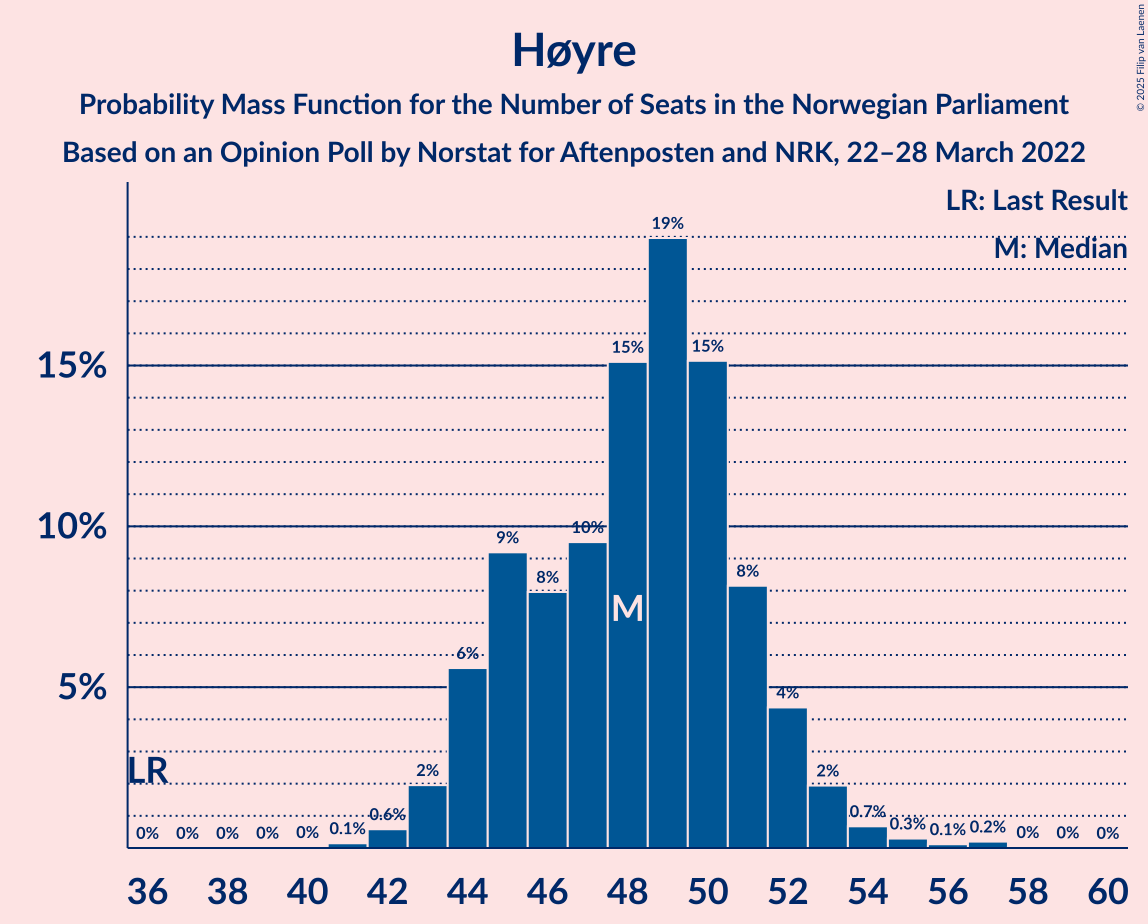 Høyre
Probability Mass Function for the Number of Seats in the Norwegian Parliament
Based on an Opinion Poll by Norstat for Aftenposten and NRK, 22–28 March 2022
© 2025 Filip van Laenen
LR: Last Result
M: Median
19%
15%
15%
15%
10%
10%
9%
8%
8%
M
6%
5%
4%
LR
2%
2%
0% 0% 0% 0% 0% 0.1% 0.6% 0.7% 0.3% 0.1% 0.2% 0% 0% 0%
36 38 40 42 44 46 48 50 52 54 56 58 60